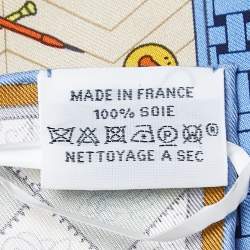 MADE IN FRANCE
100% SOIE
®
NETTOYAGE A SEC